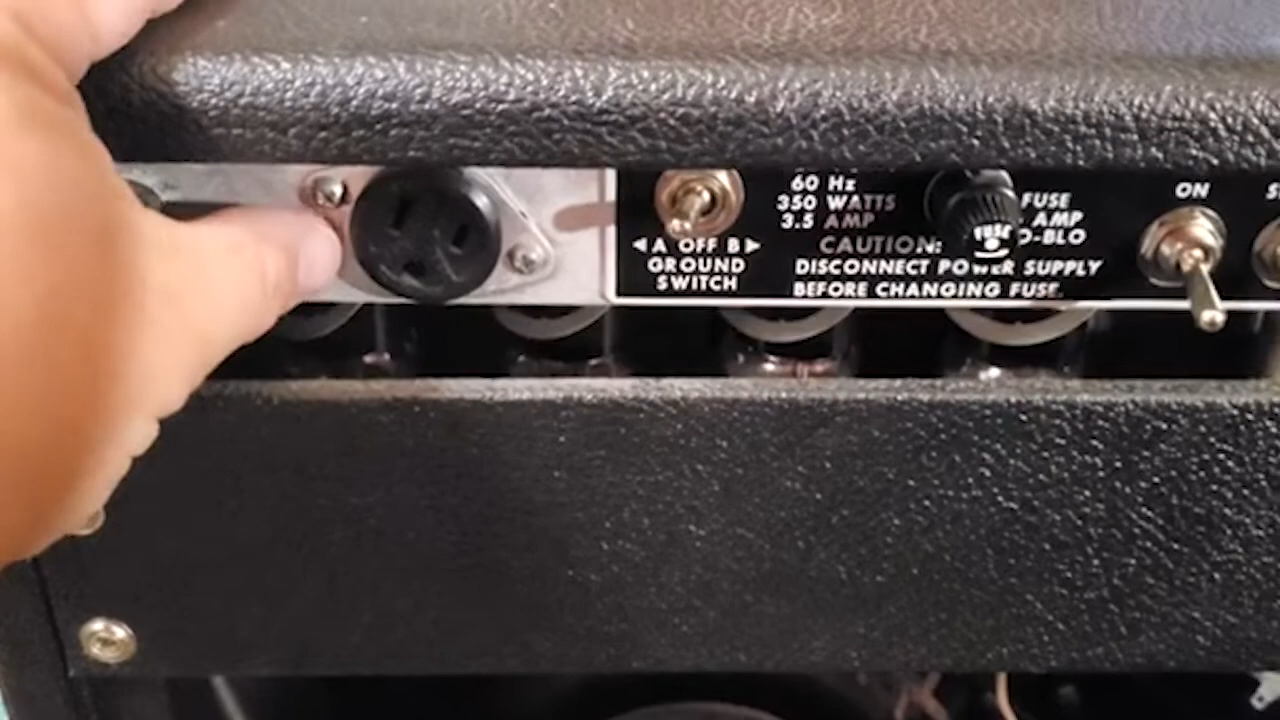 ◀A OFF B▶
GROUND
SWITCH
60 Hz
350 WATTS
3.5 AMP
CAUTION:
DISCONNECT POWER SUPPLY
BEFORE CHANGING FUSE.
FUSE
FUSE
AMP
ON